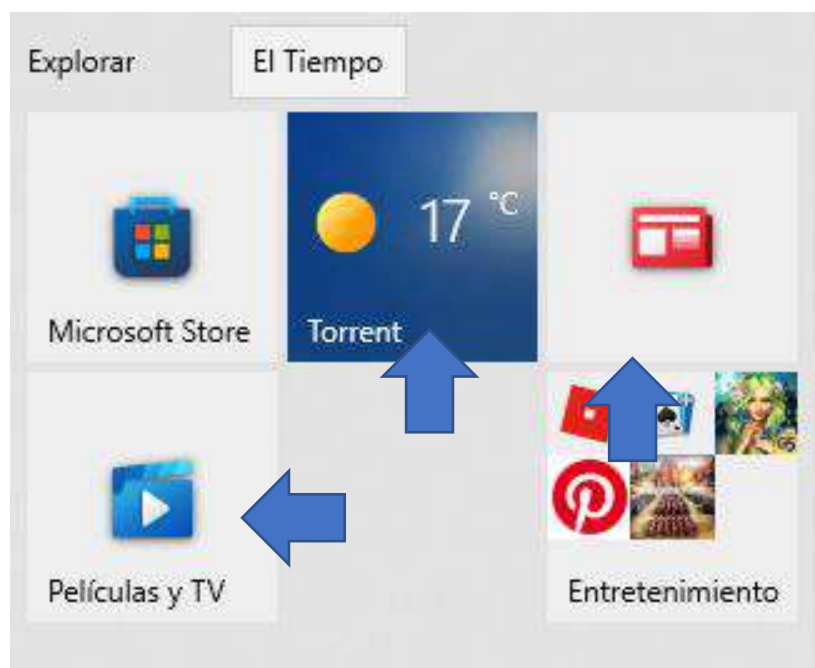 Explorar
El Tiempo
17 °C
Microsoft Store
Torrent
Películas y TV
Entretenimiento